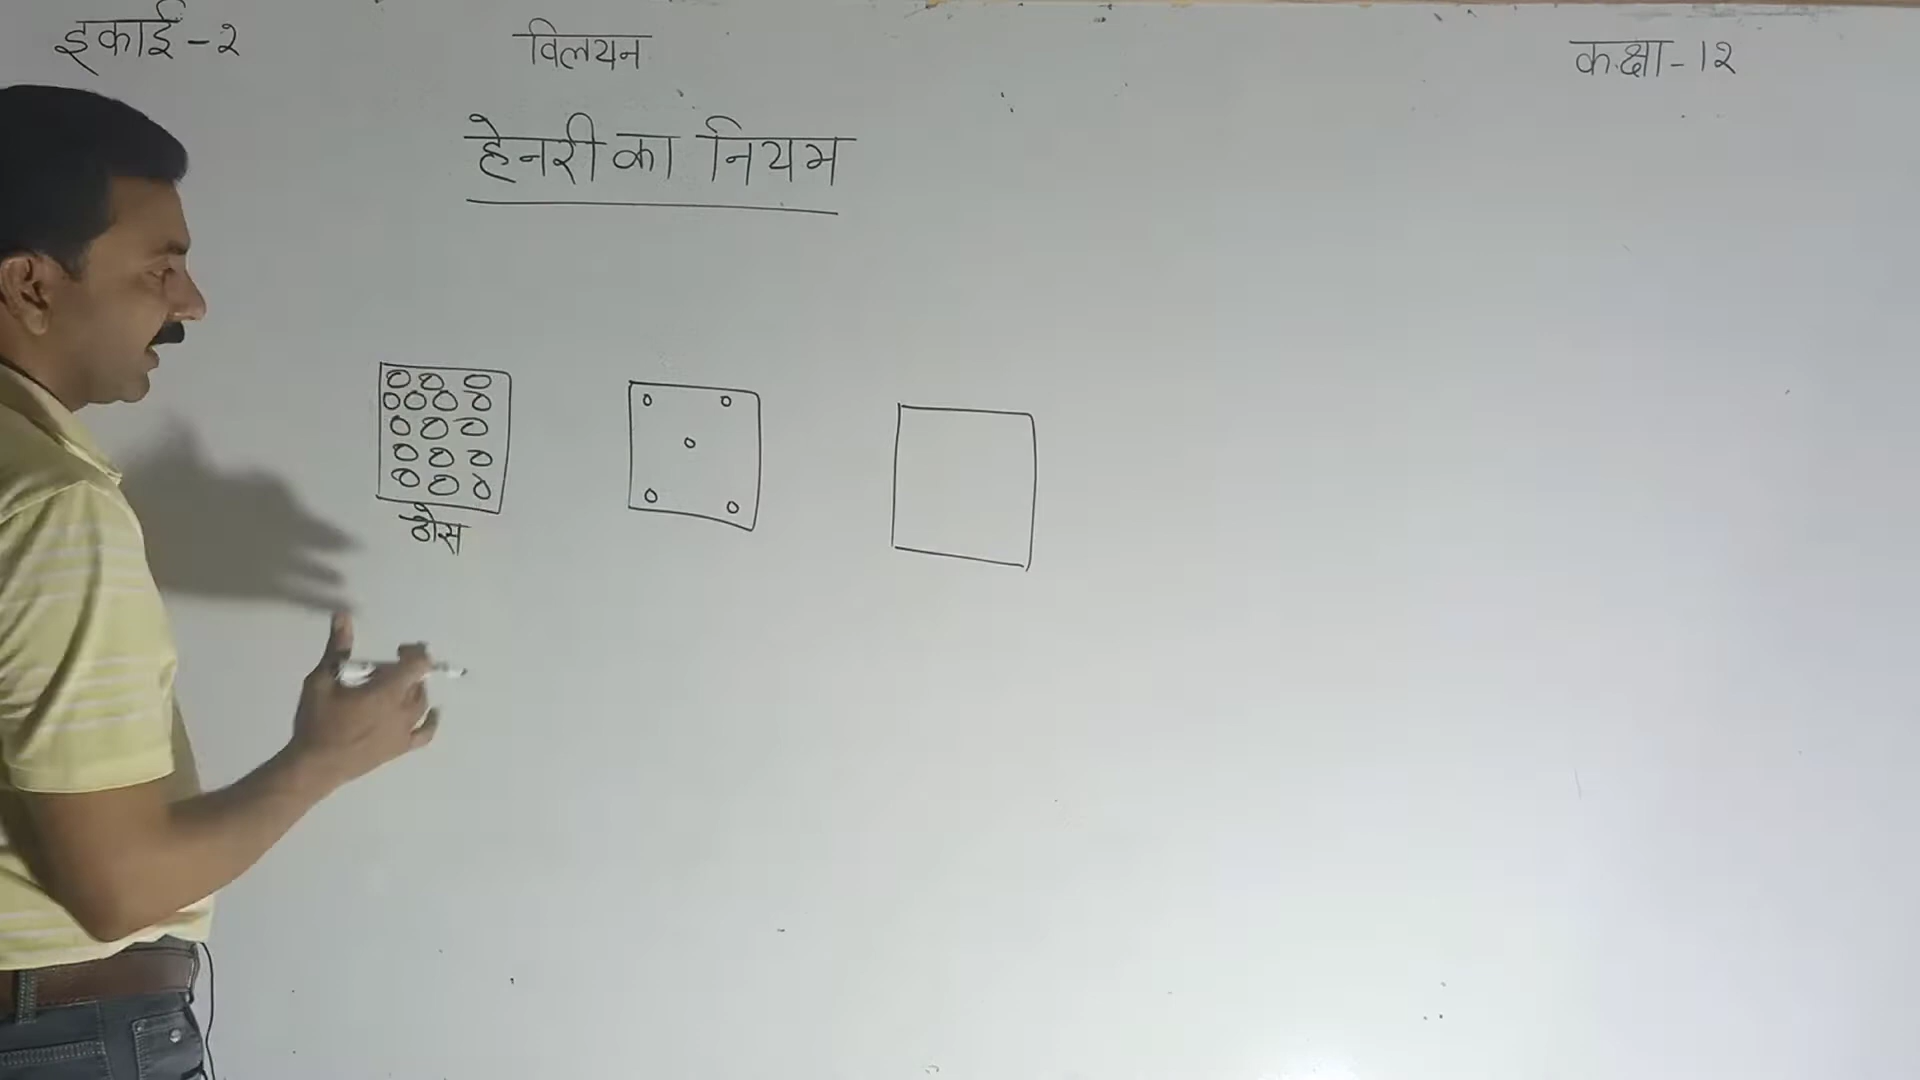 इकाई-२
विलयन
कक्षा-१२
हेनरी का नियम
ठोस